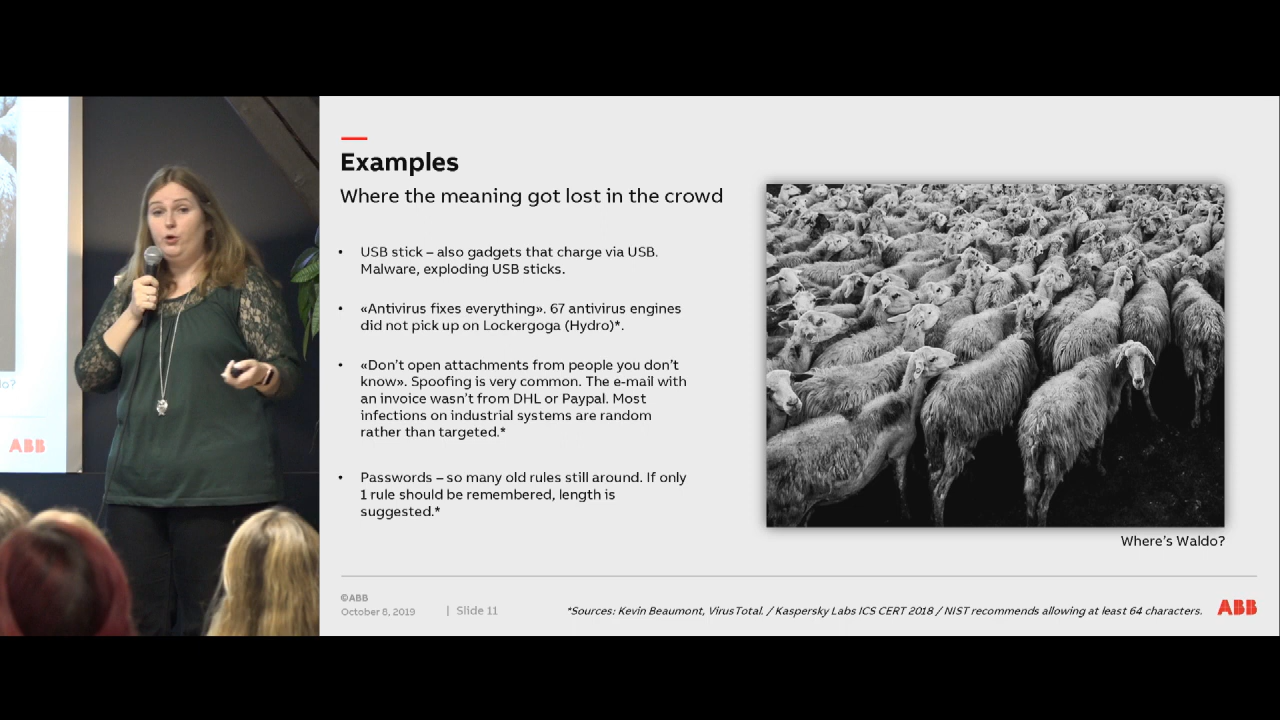 Examples
Where the meaning got lost in the crowd
• USB stick – also gadgets that charge via USB.
Malware, exploding USB sticks.
• «Antivirus fixes everything». 67 antivirus engines
did not pick up on Lockergoga (Hydro)*.
• «Don't open attachments from people you don't
know». Spoofing is very common. The e-mail with
an invoice wasn't from DHL or Paypal. Most
infections on industrial systems are random
rather than targeted.*
• Passwords – so many old rules still around. If only
1 rule should be remembered, length is
suggested.*
Where's Waldo?
©ABB
October 8, 2019
| Slide 11
*Sources: Kevin Beaumont, VirusTotal. / Kaspersky Labs ICS CERT 2018 / NIST recommends allowing at least 64 characters.
ABB
do?
ABB